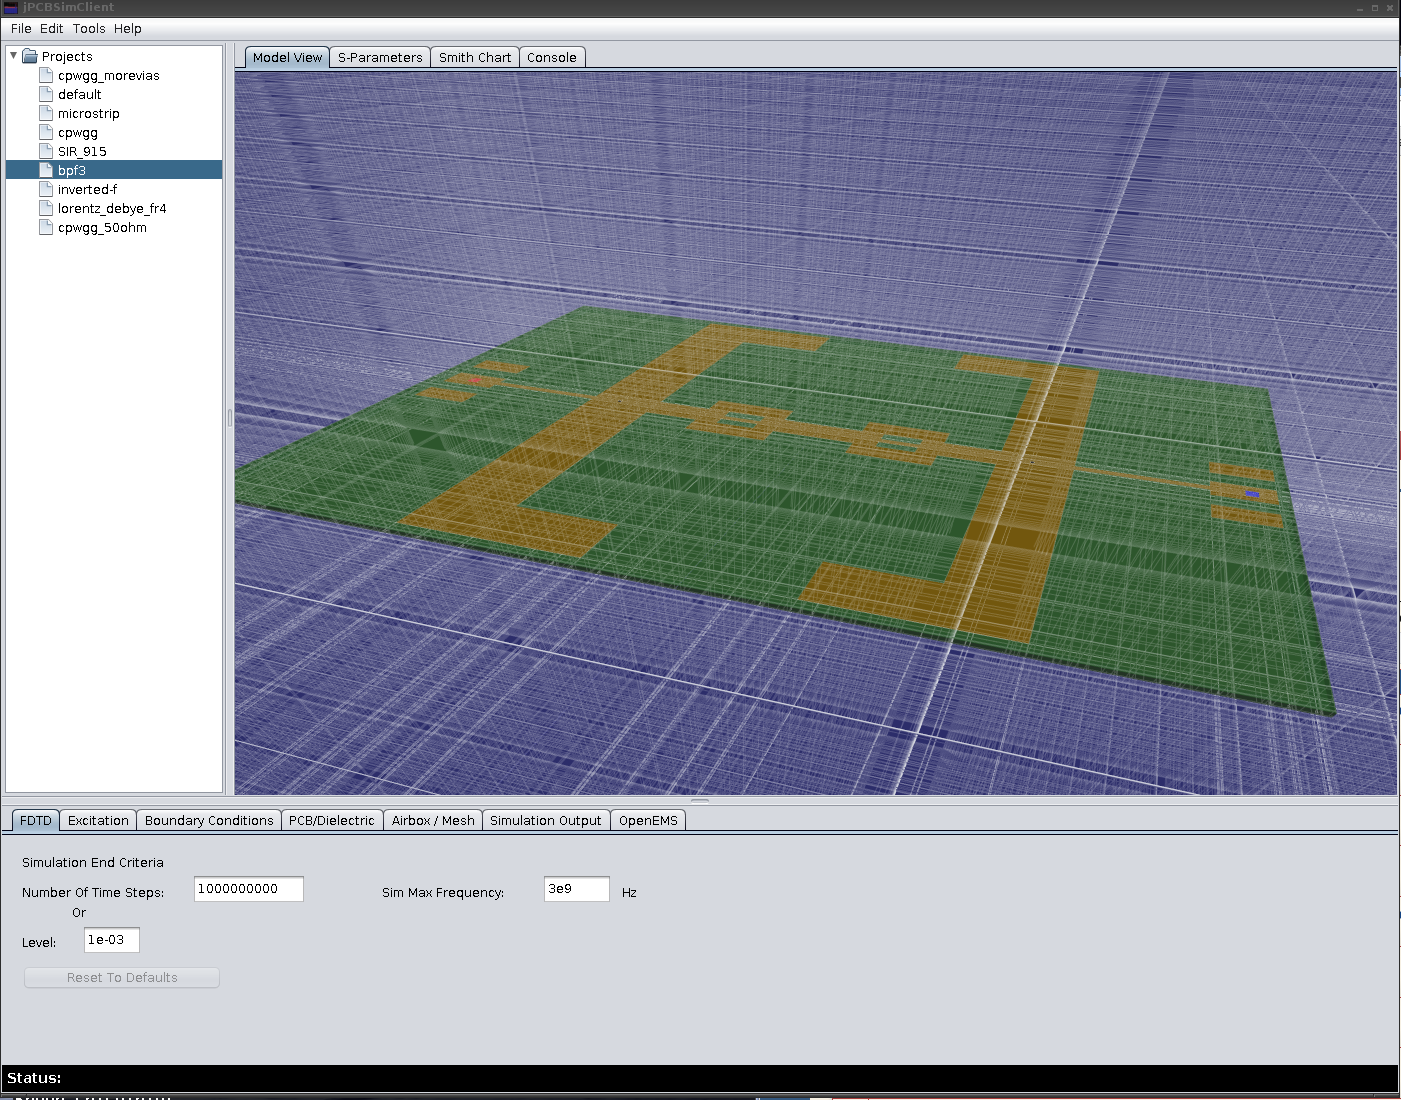 jPCBSimClient
File Edit Tools Help
Projects
cpwgg_morevias
default
microstrip
cpwgg
SIR_915
bpf3
inverted-f
lorentz_debye_fr4
cpwgg_50ohm
Model View S-Parameters Smith Chart Console
FDTD Excitation Boundary Conditions PCB/Dielectric Airbox / Mesh Simulation Output OpenEMS
Simulation End Criteria
Number Of Time Steps: 1000000000 Sim Max Frequency: 3e9 Hz
Or
Level: 1e-03
Reset To Defaults
Status: